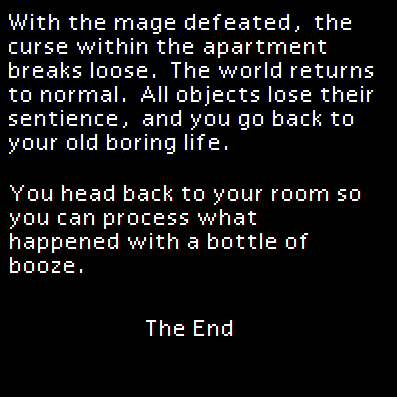 With the mage defeated, the
curse within the apartment
breaks loose. The world returns
to normal. All objects lose their
sentience, and you go back to
your old boring life.
You head back to your room so
you can process what
happened with a bottle of
booze.
The End